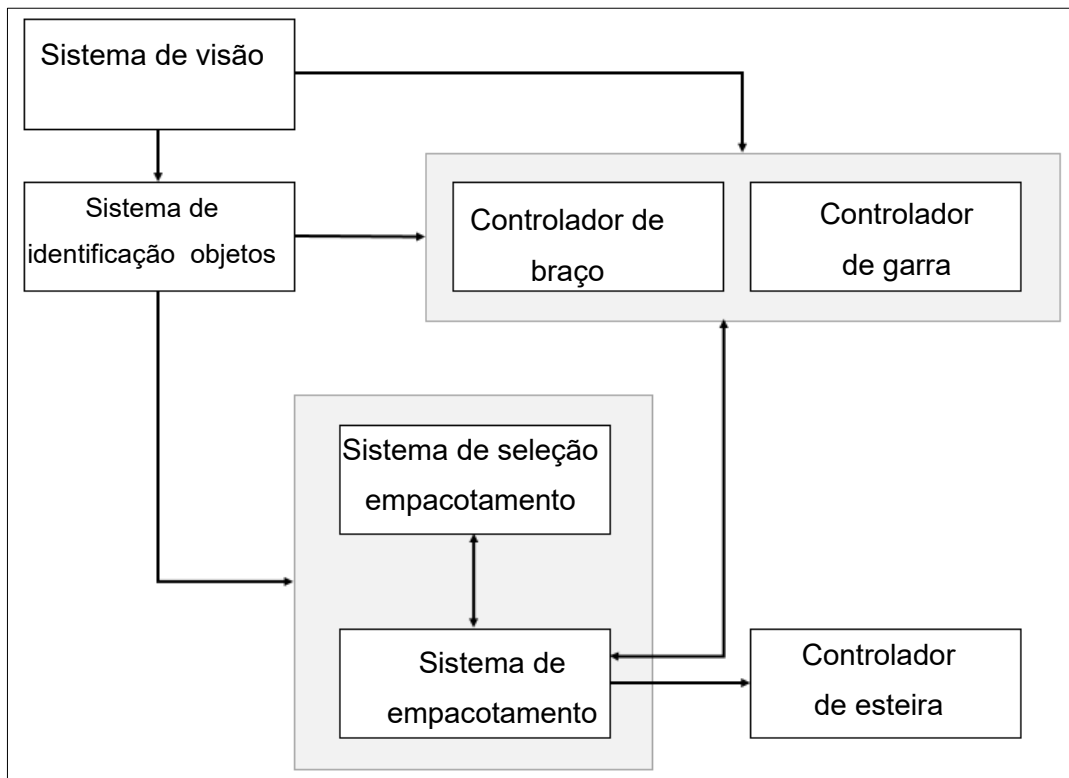 Sistema de visão
Sistema de
identificação objetos
Controlador de
braço
Controlador
de garra
Sistema de seleção
empacotamento
Sistema de
empacotamento
Controlador
de esteira